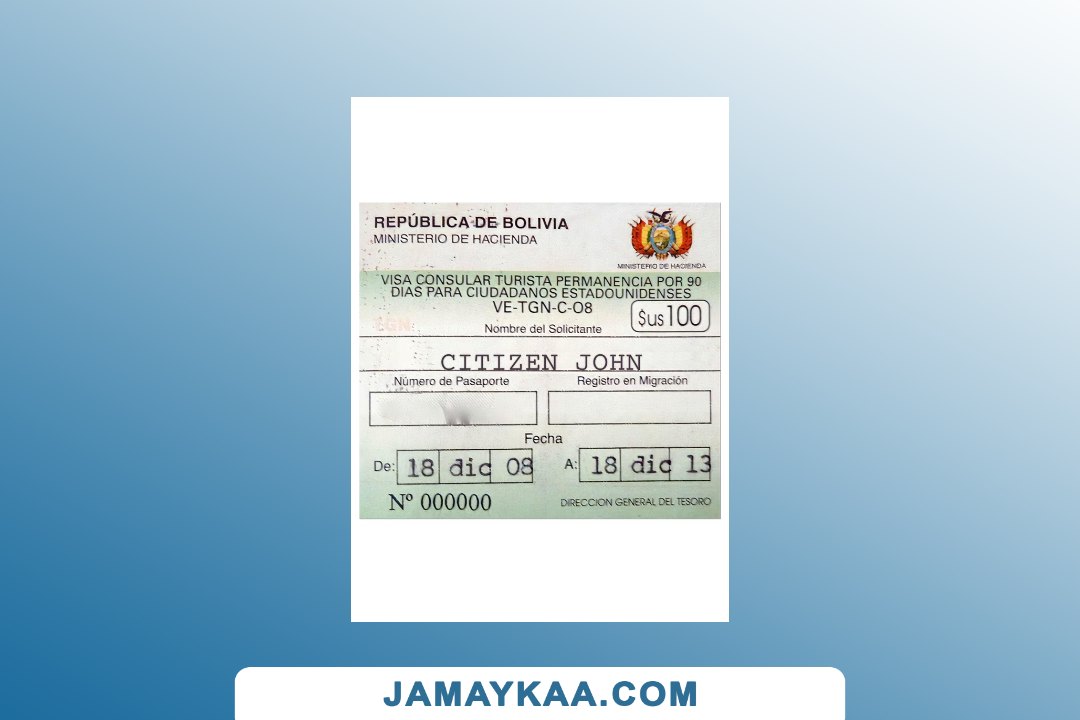 REPÚBLICA DE BOLIVIA
MINISTERIO DE HACIENDA
MINISTERIO DE HACIENDA
VISA CONSULAR TURISTA PERMANENCIA POR 90
DIAS PARA CIUDADANOS ESTADOUNIDENSES
VE-TGN-C-O8
$us100
TGN
Nombre del Solicitante
CITIZEN JOHN
Número de Pasaporte
Registro en Migración
Fecha
De: 18 dic 08
A: 18 dic 13
Nº 000000
DIRECCION GENERAL DEL TESORO
JAMAYKAA.COM